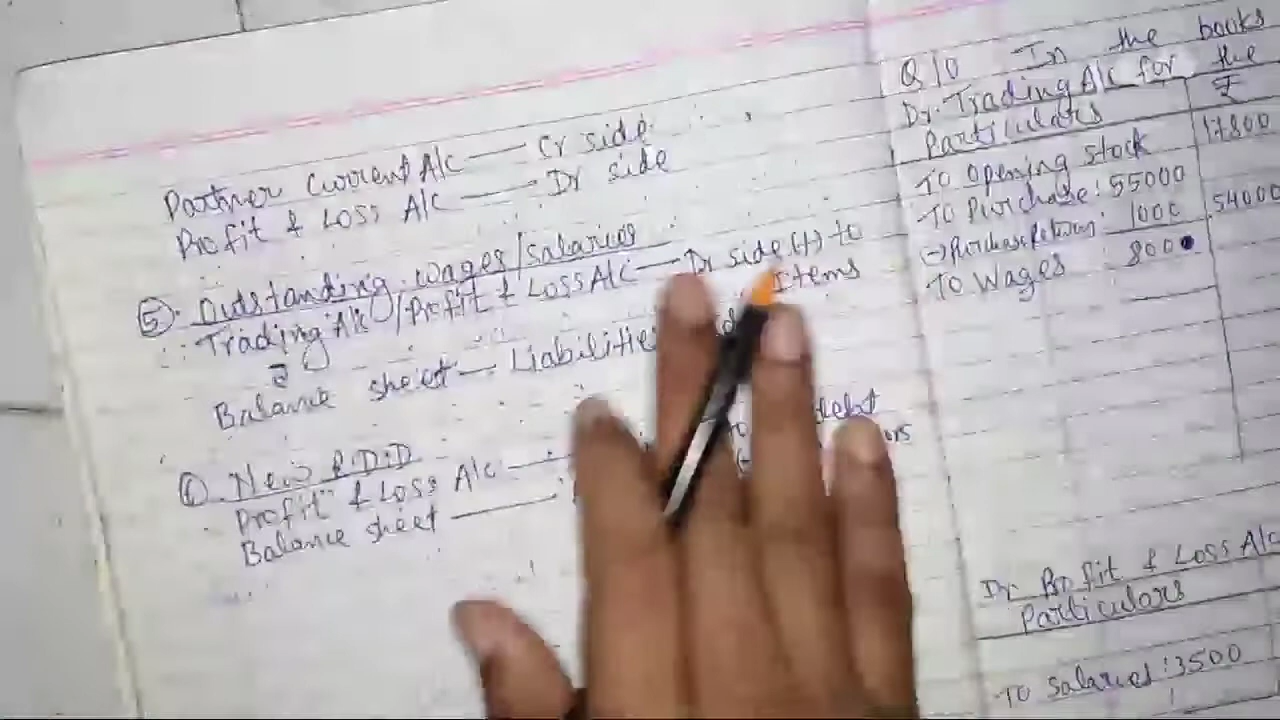 Partner Current A/c — Cr side
Profit & Loss A/c — Dr side
⑤ Outstanding Wages/Salaries
Trading A/c / Profit & Loss A/c — Dr side (+) to
Items
Balance sheet — Liabilities
⑥ New R.D.D
Profit & Loss A/c —
Balance sheet —
Q10 In the books
Dr. Trading A/c for the
Particulars ₹
To Opening Stock 17800
To Purchase: 55000
(-) Purchase Return: 1000 54000
To Wages 8000
Dr Profit & Loss A/c
Particulars
To Salaries: 3500